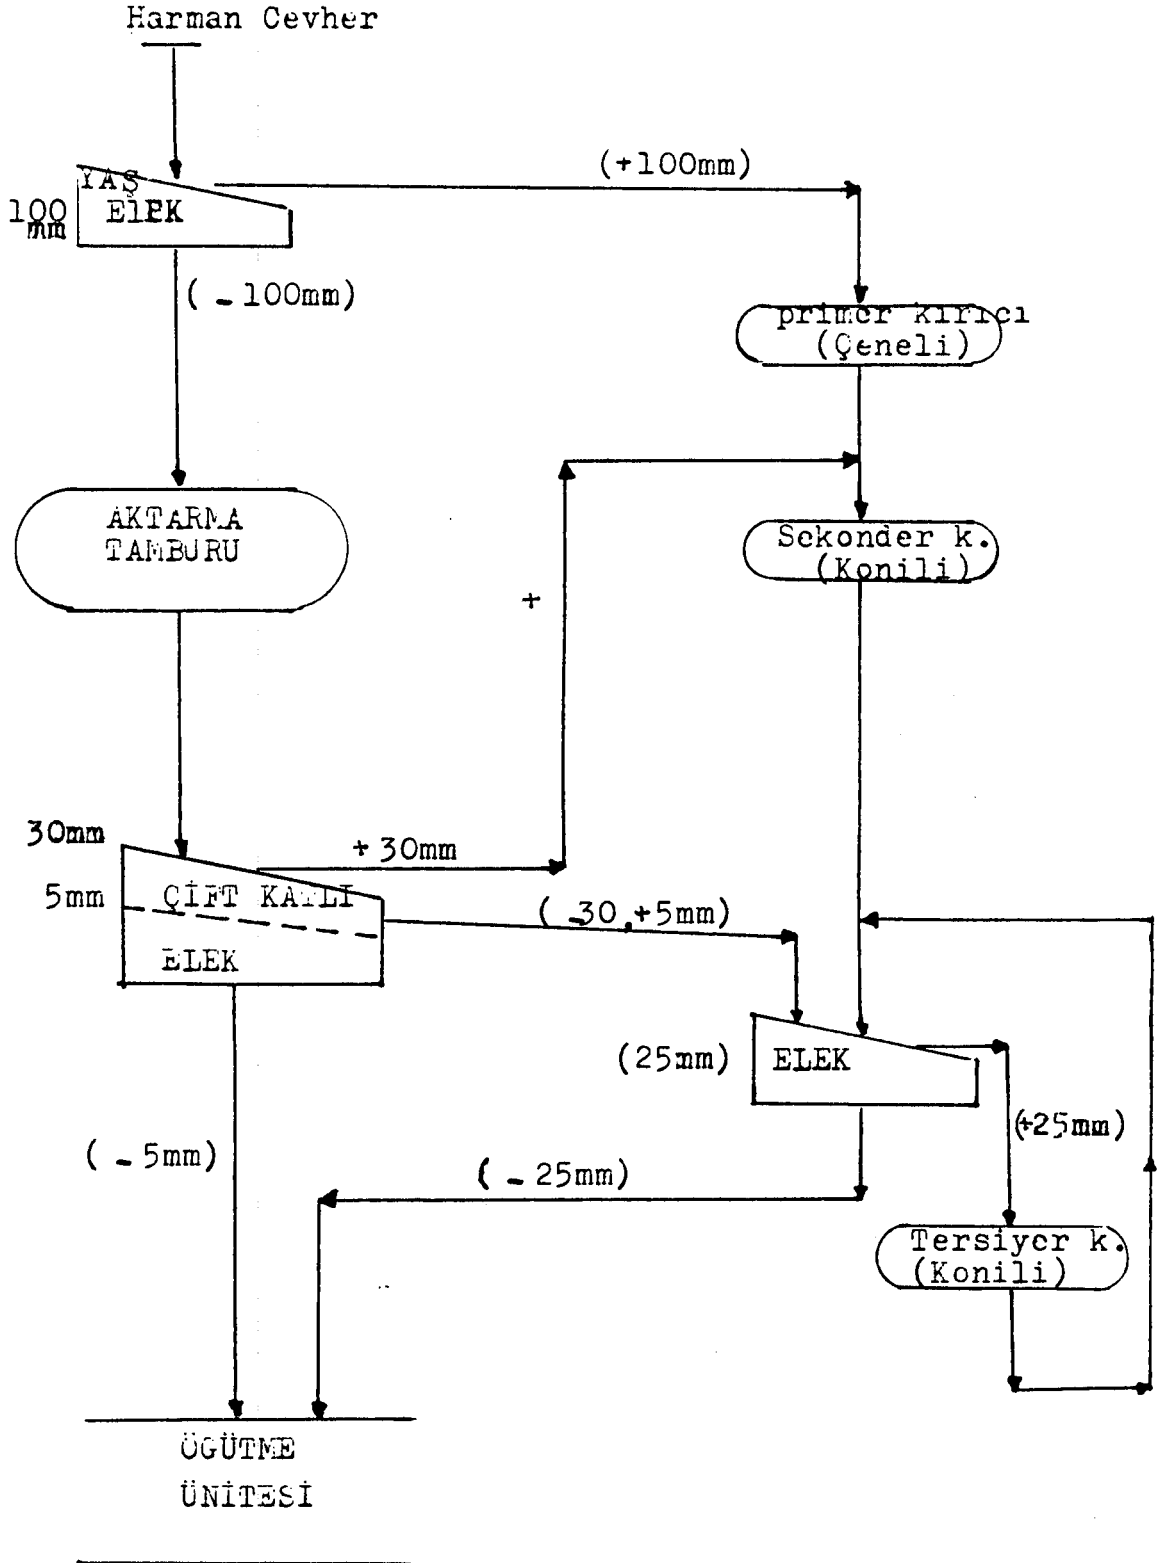 Harman Cevher
(+100mm)
YAŞ
ELEK
100
mm
(-100mm)
primer kırıcı
(Çeneli)
AKTARMA
TAMBURU
Sekonder k.
(Konili)
+
30mm
+30mm
5mm
ÇİFT KATLI
(-30,+5mm)
ELEK
(25mm)
ELEK
(+25mm)
(-5mm)
(-25mm)
Tersiyer k.
(Konili)
ÖGÜTME
ÜNİTESİ